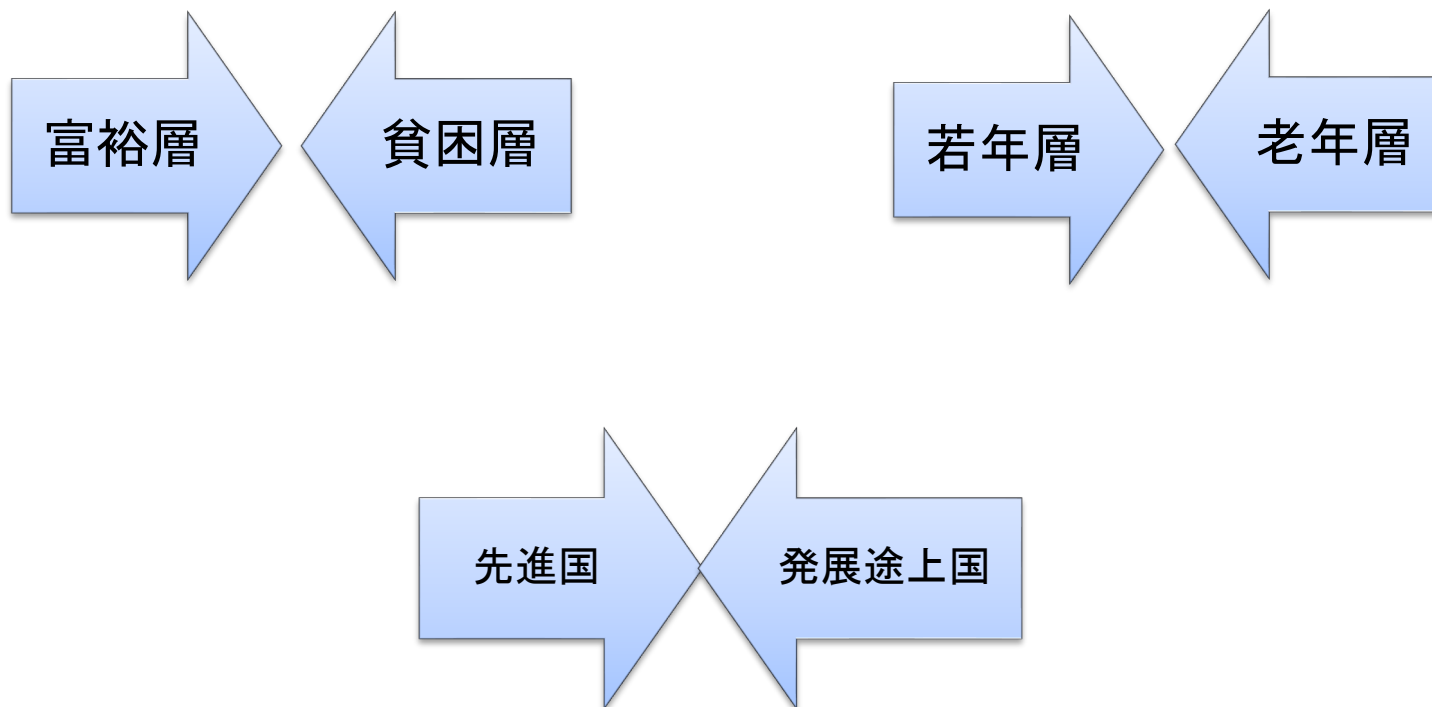 富裕層
貧困層
若年層
老年層
先進国
発展途上国